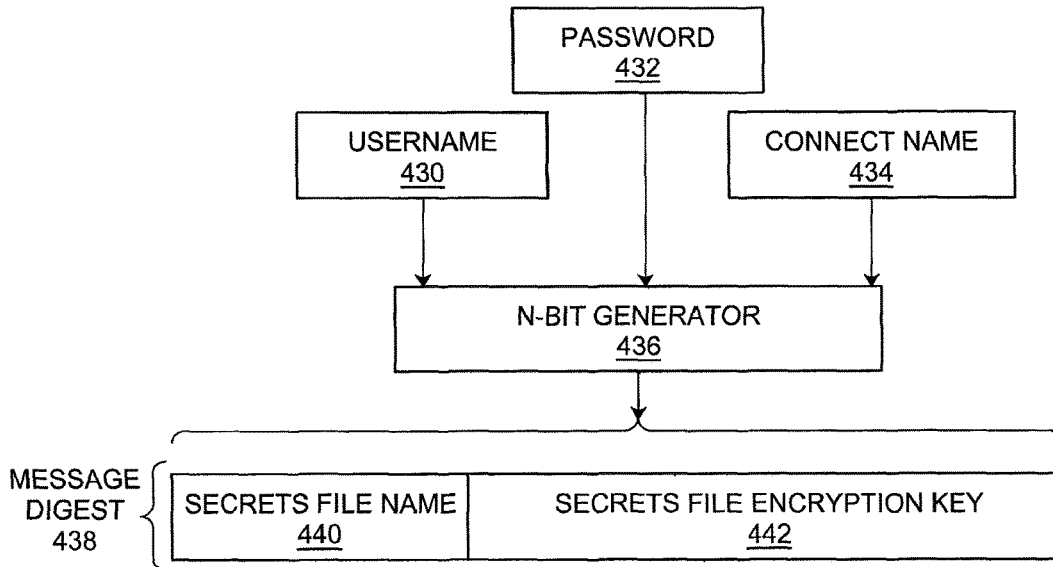 PASSWORD
432
USERNAME
430
CONNECT NAME
434
N-BIT GENERATOR
436
MESSAGE
DIGEST
438
SECRETS FILE NAME
440
SECRETS FILE ENCRYPTION KEY
442